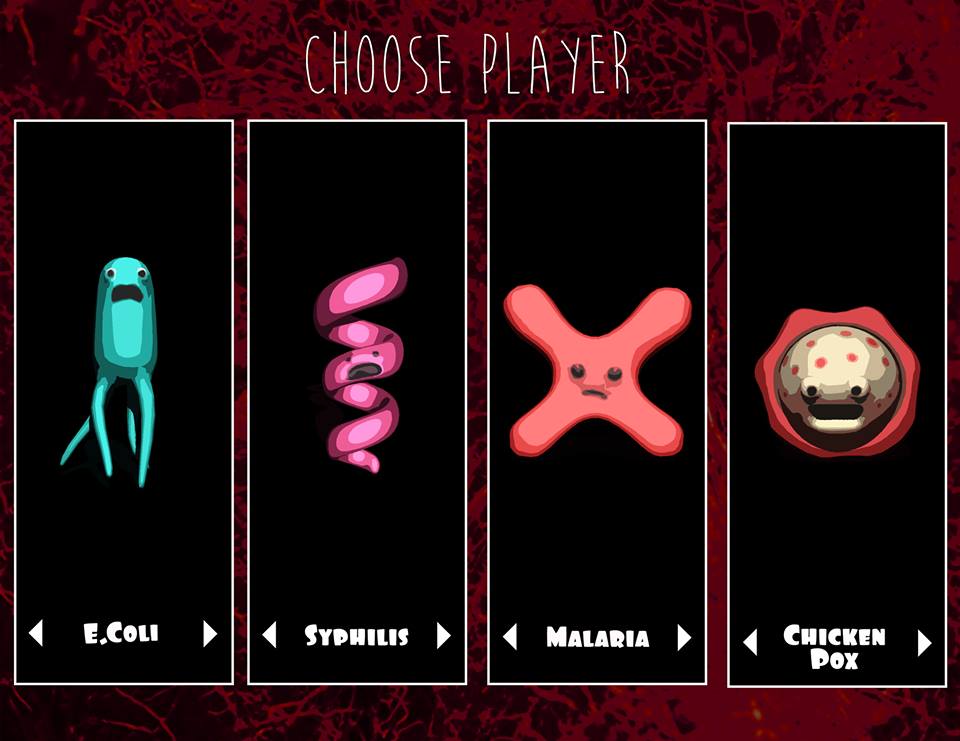 CHOOSE PLAYER
E.COLI
SYPHILIS
MALARIA
CHICKEN
POX